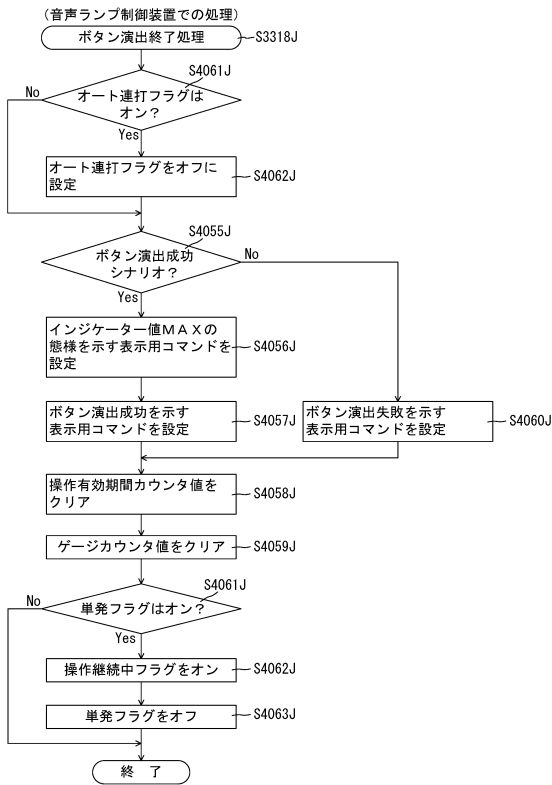 (音声ランプ制御装置での処理)
ボタン演出終了処理
S3318J
S4061J
オート連打フラグは
オン？
No
Yes
オート連打フラグをオフに
設定
S4062J
S4055J
ボタン演出成功
シナリオ？
No
Yes
インジケーター値ＭＡＸの
態様を示す表示用コマンドを
設定
S4056J
ボタン演出成功を示す
表示用コマンドを設定
S4057J
ボタン演出失敗を示す
表示用コマンドを設定
S4060J
操作有効期間カウンタ値を
クリア
S4058J
ゲージカウンタ値をクリア
S4059J
S4061J
単発フラグはオン？
No
Yes
操作継続中フラグをオン
S4062J
単発フラグをオフ
S4063J
終 了